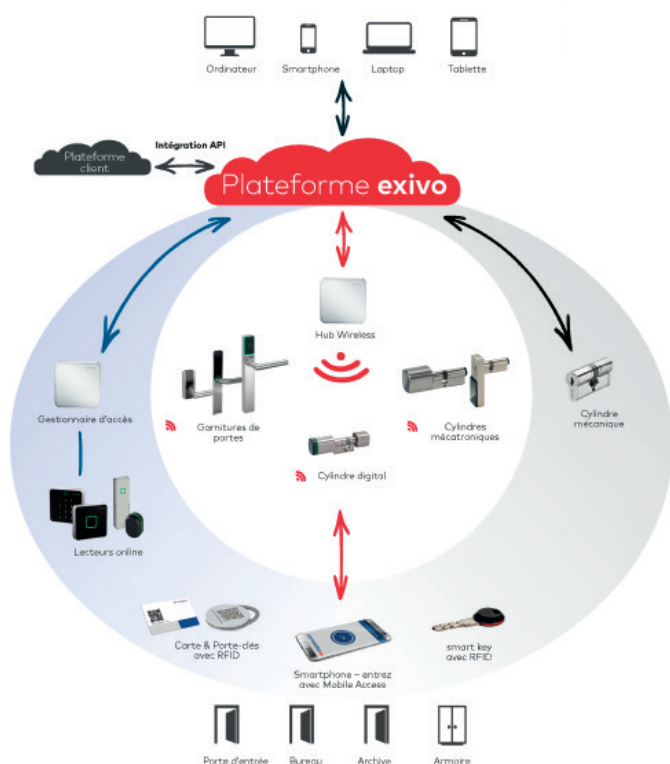 Ordinateur
Smartphone
Laptop
Tablette
Intégration API
Plateforme
client
Plateforme exivo
Hub Wireless
Gestionnaire d'accès
Garnitures de
portes
Cylindres
mécatroniques
Cylindre
mécanique
Cylindre digital
Lecteurs online
Carte & Porte-clés
avec RFID
Smartphone – entrez
avec Mobile Access
smart key
avec RFID
Porte d'entrée
Bureau
Archive
Armoire